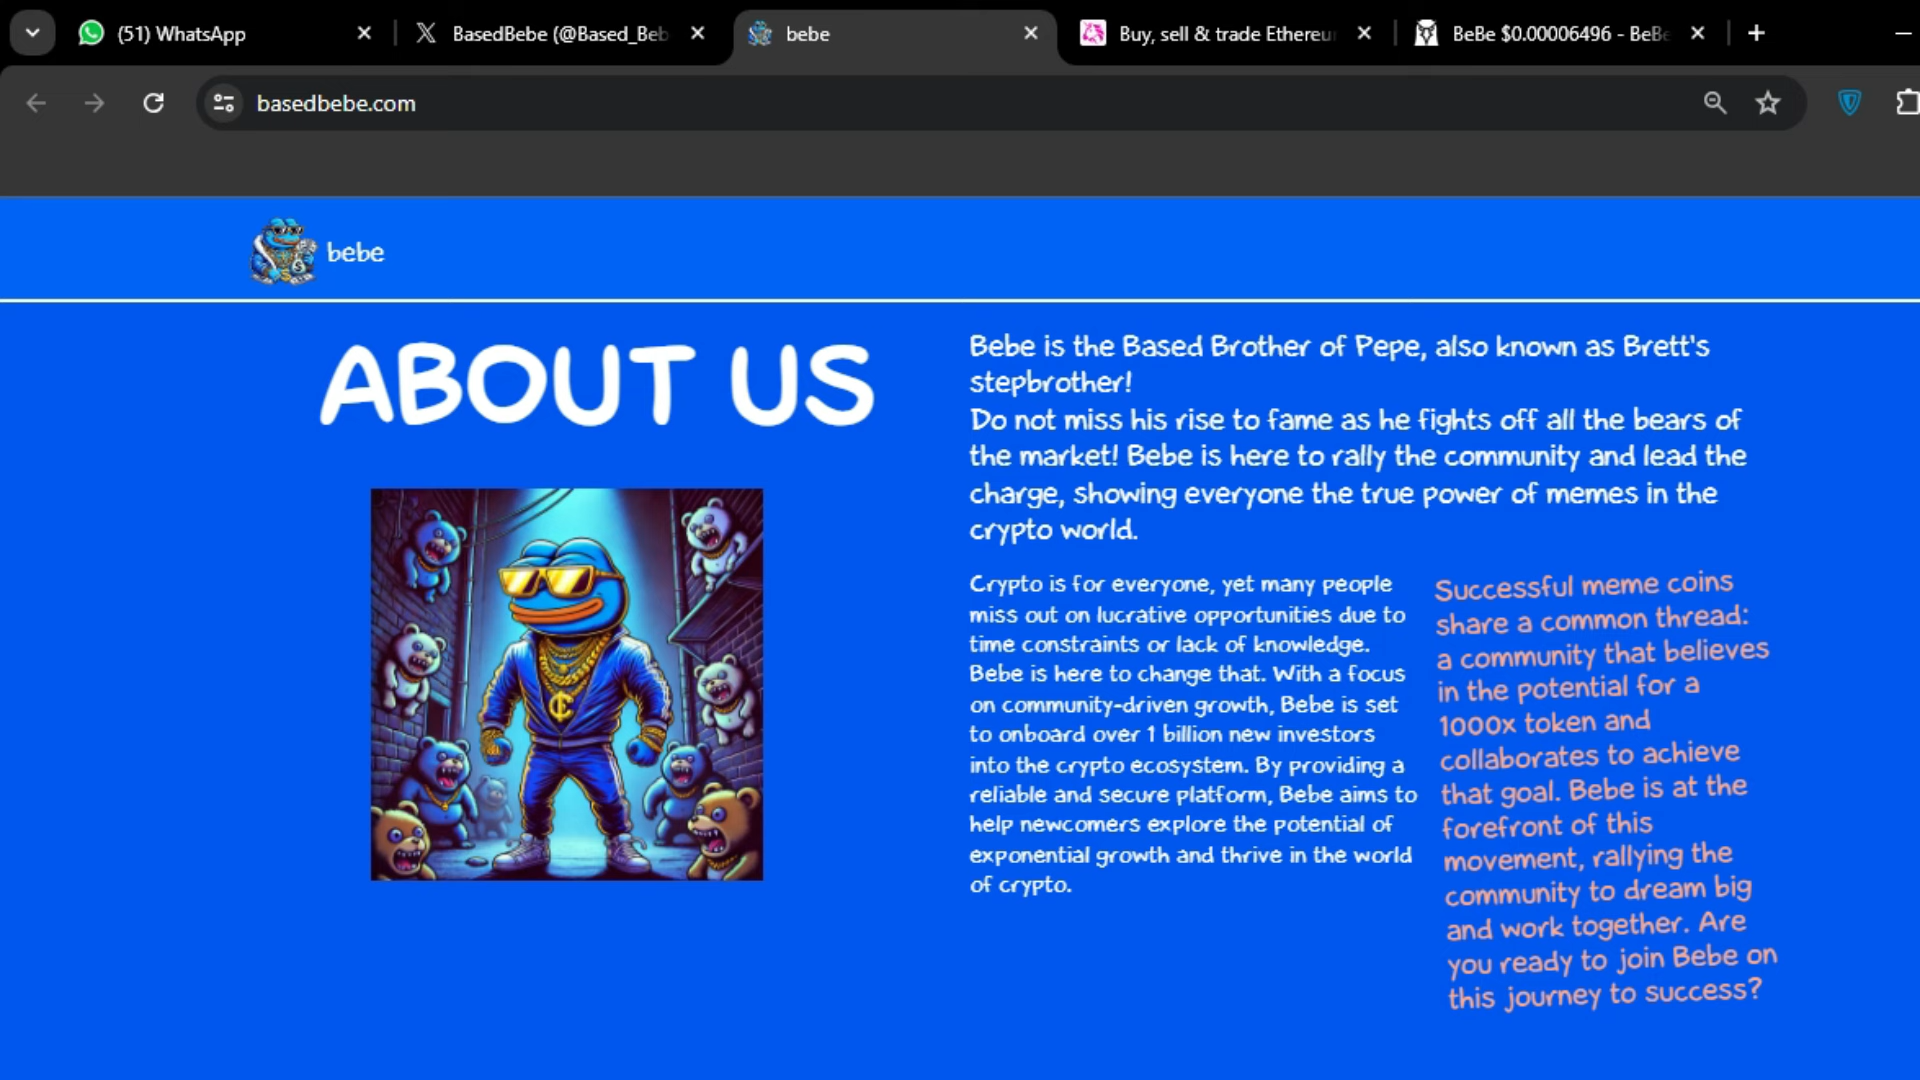 (51) WhatsApp
BasedBebe (@Based_Beb
bebe
Buy, sell & trade Ethereu
BeBe $0.00006496 - BeBe
basedbebe.com
bebe
ABOUT US
Bebe is the Based Brother of Pepe, also known as Brett's
stepbrother!
Do not miss his rise to fame as he fights off all the bears of
the market! Bebe is here to rally the community and lead the
charge, showing everyone the true power of memes in the
crypto world.
Crypto is for everyone, yet many people
miss out on lucrative opportunities due to
time constraints or lack of knowledge.
Bebe is here to change that. With a focus
on community-driven growth, Bebe is set
to onboard over 1 billion new investors
into the crypto ecosystem. By providing a
reliable and secure platform, Bebe aims to
help newcomers explore the potential of
exponential growth and thrive in the world
of crypto.
Successful meme coins
share a common thread:
a community that believes
in the potential for a
1000x token and
collaborates to achieve
that goal. Bebe is at the
forefront of this
movement, rallying the
community to dream big
and work together. Are
you ready to join Bebe on
this journey to success?